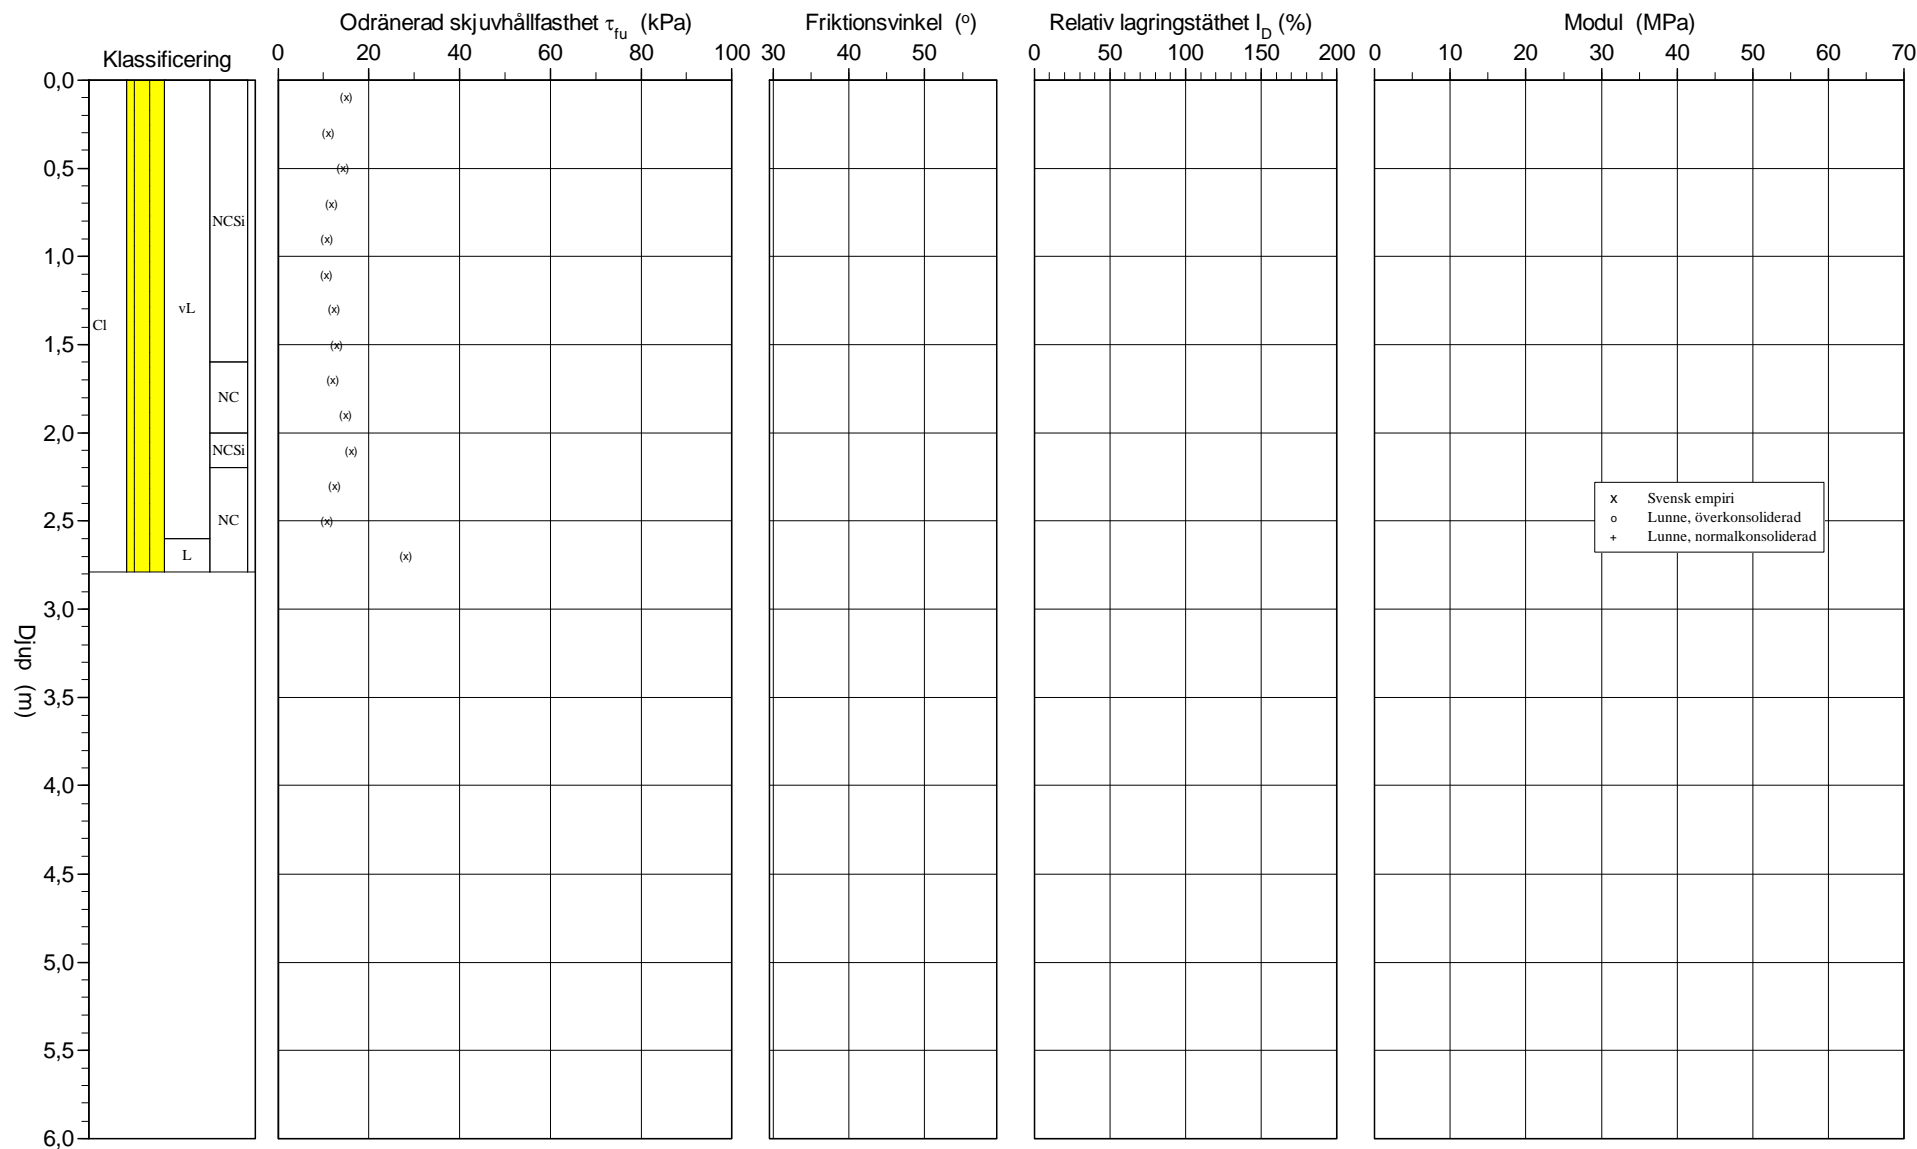 Odränerad skjuvhållfasthet τfu (kPa) Friktionsvinkel (o) Relativ lagringstäthet ID (%) Modul (MPa)
Klassificering
0 20 40 60 80 100
30 40 50
0 50 100 150 200
0 10 20 30 40 50 60 70
0,0
0,5
1,0
1,5
2,0
2,5
3,0
3,5
4,0
4,5
5,0
5,5
6,0
Djup (m)
Cl
vL
L
NCSi
NC
NCSi
NC
(x)
(x)
(x)
(x)
(x)
(x)
(x)
(x)
(x)
(x)
(x)
(x)
(x)
(x)
x Svensk empiri
o Lunne, överkonsoliderad
+ Lunne, normalkonsoliderad